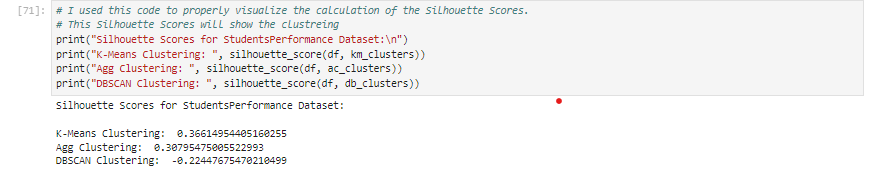 [71]: # I used this code to properly visualize the calculation of the Silhouette Scores.
# This Silhouette Scores will show the clustreing
print("Silhouette Scores for StudentsPerformance Dataset:\n")
print("K-Means Clustering: ", silhouette_score(df, km_clusters))
print("Agg Clustering: ", silhouette_score(df, ac_clusters))
print("DBSCAN Clustering: ", silhouette_score(df, db_clusters))
Silhouette Scores for StudentsPerformance Dataset:
K-Means Clustering:  0.36614954405160255
Agg Clustering:  0.30795475005522993
DBSCAN Clustering:  -0.22447675470210499